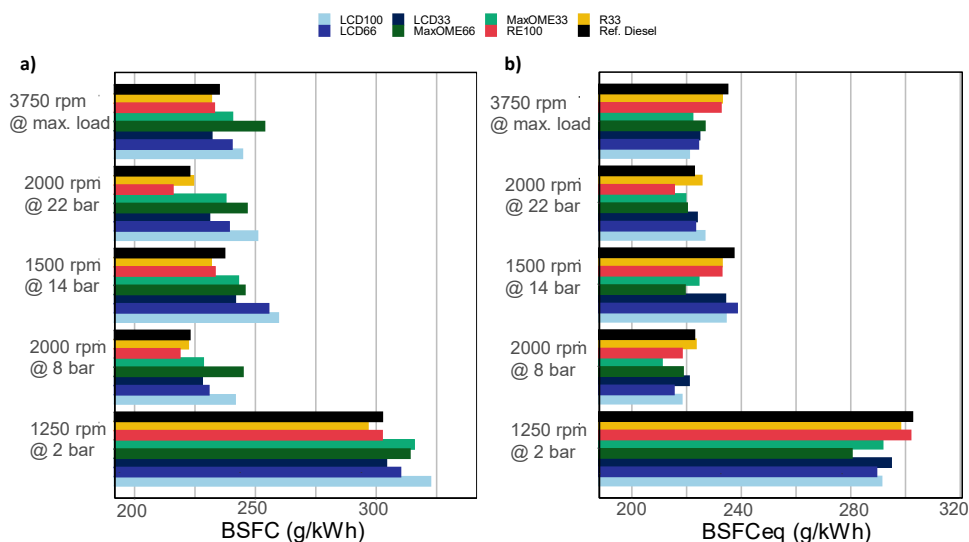 LCD100 LCD33 MaxOME33 R33
LCD66 MaxOME66 RE100 Ref. Diesel
a)
3750 rpm
@ max. load
2000 rpm
@ 22 bar
1500 rpm
@ 14 bar
2000 rpm
@ 8 bar
1250 rpm
@ 2 bar
200 250 300
BSFC (g/kWh)
b)
3750 rpm
@ max. load
2000 rpm
@ 22 bar
1500 rpm
@ 14 bar
2000 rpm
@ 8 bar
1250 rpm
@ 2 bar
200 240 280 320
BSFCeq (g/kWh)